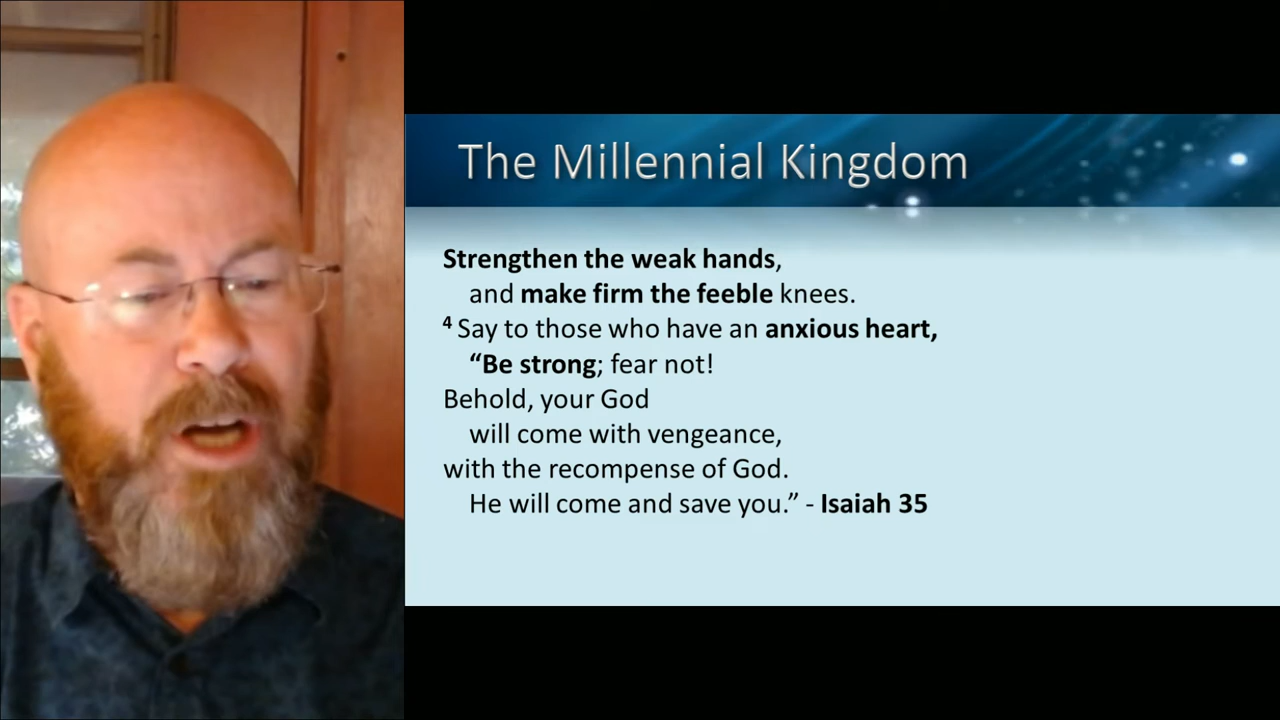 The Millennial Kingdom
Strengthen the weak hands,
and make firm the feeble knees.
4 Say to those who have an anxious heart,
“Be strong; fear not!
Behold, your God
will come with vengeance,
with the recompense of God.
He will come and save you.” - Isaiah 35